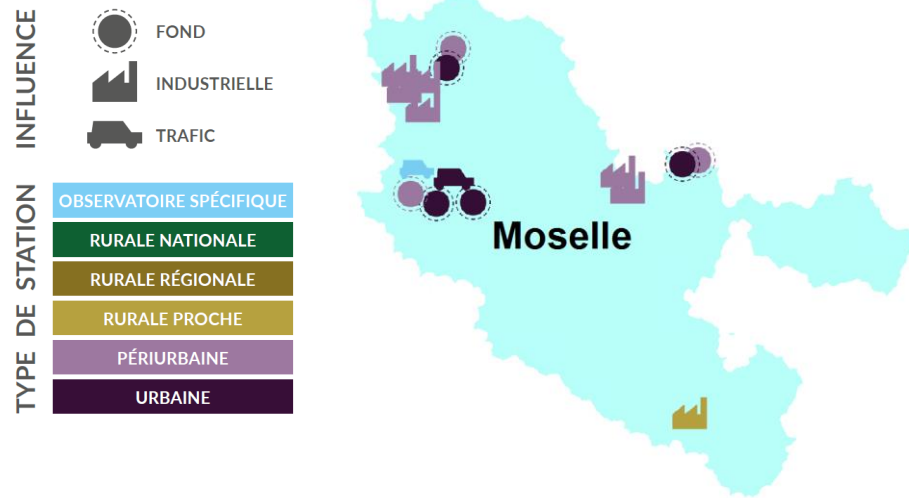 INFLUENCE
FOND
INDUSTRIELLE
TRAFIC
TYPE DE STATION
OBSERVATOIRE SPÉCIFIQUE
RURALE NATIONALE
RURALE RÉGIONALE
RURALE PROCHE
PÉRIURBAINE
URBAINE
Moselle